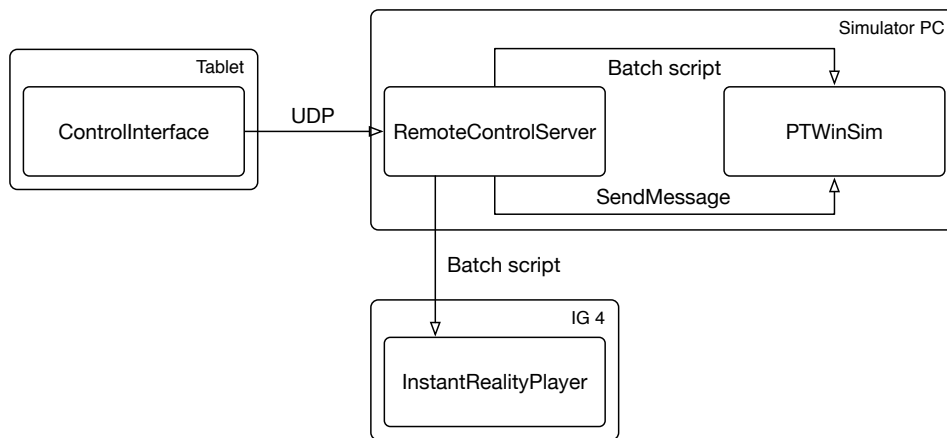 Simulator PC
Tablet
Batch script
UDP
ControlInterface
RemoteControlServer
PTWinSim
SendMessage
Batch script
IG 4
InstantRealityPlayer